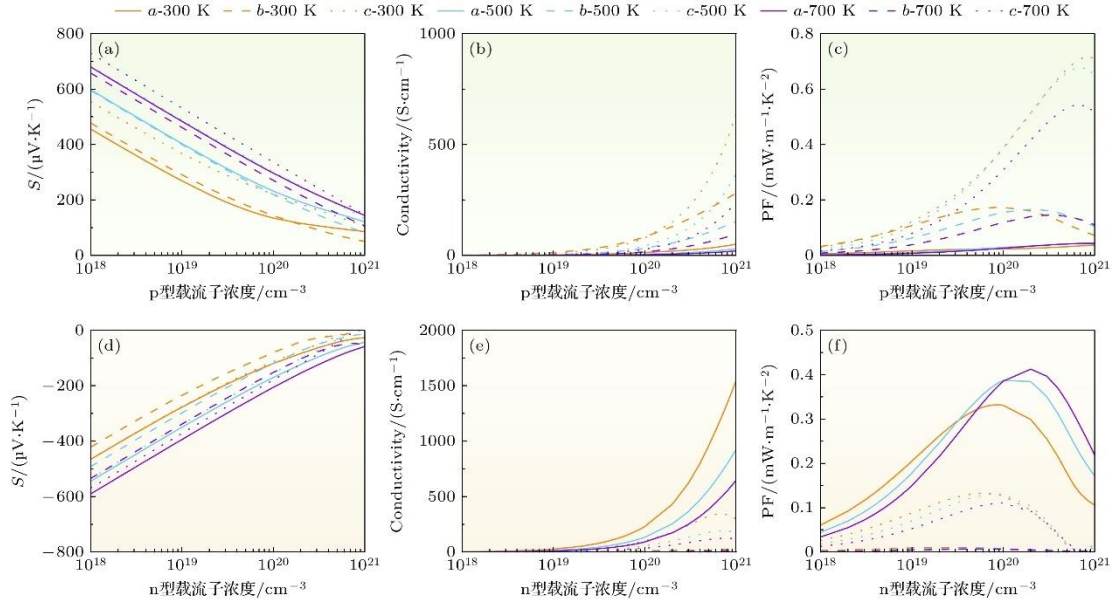 a-300 K b-300 K c-300 K a-500 K b-500 K c-500 K a-700 K b-700 K c-700 K
(a)
S/(μV·K⁻¹)
800
600
400
200
0
10¹⁸ 10¹⁹ 10²⁰ 10²¹
p型载流子浓度/cm⁻³
(b)
Conductivity/(S·cm⁻¹)
1000
500
0
10¹⁸ 10¹⁹ 10²⁰ 10²¹
p型载流子浓度/cm⁻³
(c)
PF/(mW·m⁻¹·K⁻²)
0.8
0.6
0.4
0.2
0
10¹⁸ 10¹⁹ 10²⁰ 10²¹
p型载流子浓度/cm⁻³
(d)
S/(μV·K⁻¹)
0
−200
−400
−600
−800
10¹⁸ 10¹⁹ 10²⁰ 10²¹
n型载流子浓度/cm⁻³
(e)
Conductivity/(S·cm⁻¹)
2000
1500
1000
500
0
10¹⁸ 10¹⁹ 10²⁰ 10²¹
n型载流子浓度/cm⁻³
(f)
PF/(mW·m⁻¹·K⁻²)
0.5
0.4
0.3
0.2
0.1
0
10¹⁸ 10¹⁹ 10²⁰ 10²¹
n型载流子浓度/cm⁻³